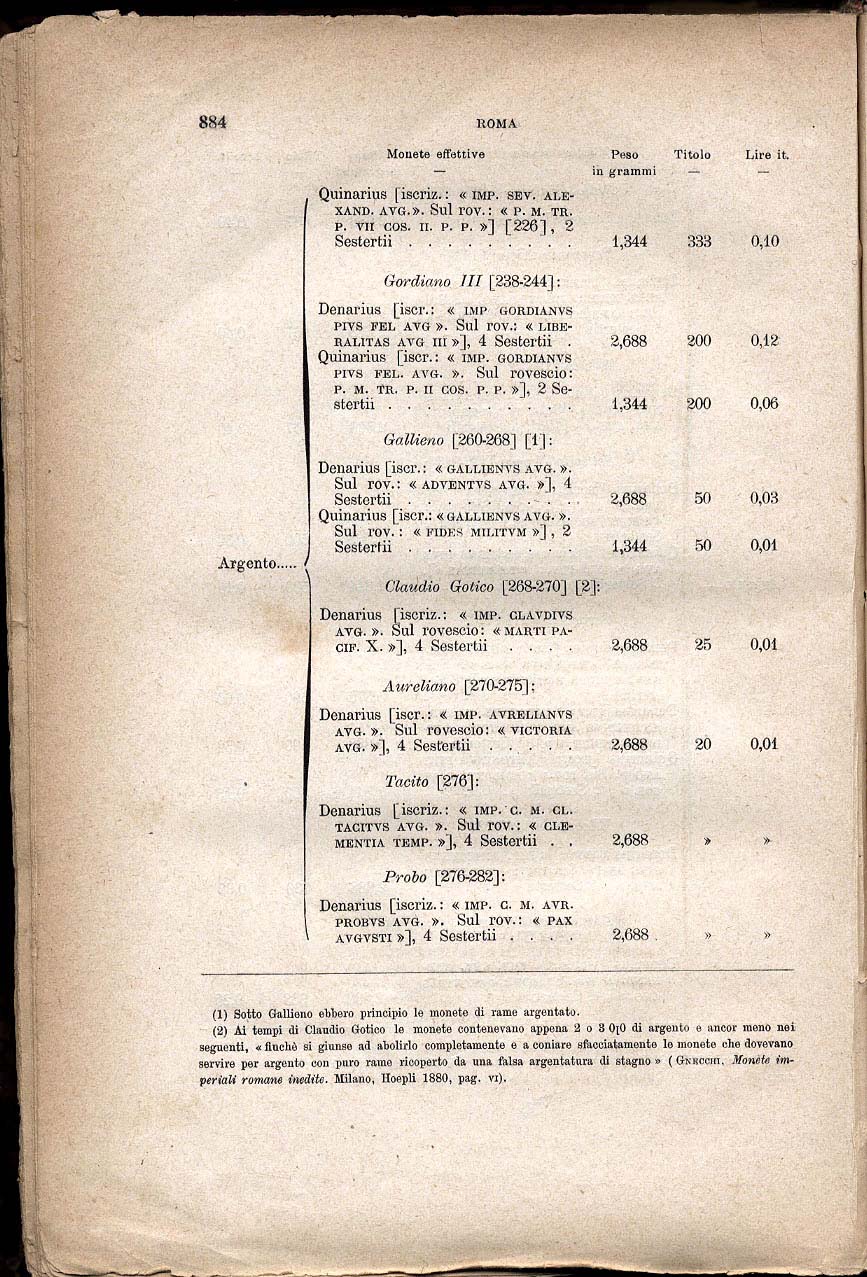 884
ROMA
Monete effettive Peso Titolo Lire it.
— in grammi — —
Quinarius [iscriz.: « IMP. SEV. ALE-
XAND. AVG.». Sul rov.: « P. M. TR.
P. VII COS. II. P. P. »] [226], 2
Sestertii . . . . . . . . . 1,344 333 0,10
Gordiano III [238-244]:
Denarius [iscr.: « IMP GORDIANVS
PIVS FEL AVG ». Sul rov.: « LIBE-
RALITAS AVG III »], 4 Sestertii . 2,688 200 0,12
Quinarius [iscr.: « IMP. GORDIANVS
PIVS FEL. AVG. ». Sul rovescio:
P. M. TR. P. II COS. P. P. »], 2 Se-
stertii . . . . . . . . . . 1,344 200 0,06
Gallieno [260-268] [1]:
Denarius [iscr.: « GALLIENVS AVG. ».
Sul rov.: « ADVENTVS AVG. »], 4
Sestertii . . . . . . . . . . 2,688 50 0,03
Quinarius [iscr.: « GALLIENVS AVG. ».
Sul rov.: « FIDES MILITVM »], 2
Sestertii . . . . . . . . . 1,344 50 0,01
Argento.....
Claudio Gotico [268-270] [2]:
Denarius [iscriz.: « IMP. CLAVDIVS
AVG. ». Sul rovescio: « MARTI PA-
CIF. X. »], 4 Sestertii . . . . 2,688 25 0,01
Aureliano [270-275]:
Denarius [iscr.: « IMP. AVRELIANVS
AVG. ». Sul rovescio: « VICTORIA
AVG. »], 4 Sestertii . . . . . 2,688 20 0,01
Tacito [276]:
Denarius [iscriz.: « IMP. C. M. CL.
TACITVS AVG. ». Sul rov.: « CLE-
MENTIA TEMP. »], 4 Sestertii . . 2,688 » »
Probo [276-282]:
Denarius [iscriz.: « IMP. C. M. AVR.
PROBVS AVG. ». Sul rov.: « PAX
AVGVSTI »], 4 Sestertii . . . . 2,688 » »
(1) Sotto Gallieno ebbero principio le monete di rame argentato.
(2) Ai tempi di Claudio Gotico le monete contenevano appena 2 o 3 0[0 di argento e ancor meno nei
seguenti, « finchè si giunse ad abolirlo completamente e a coniare sfacciatamente le monete che dovevano
servire per argento con puro rame ricoperto da una falsa argentatura di stagno » (GNECCHI, Monete im-
periali romane inedite. Milano, Hoepli 1880, pag. VI).